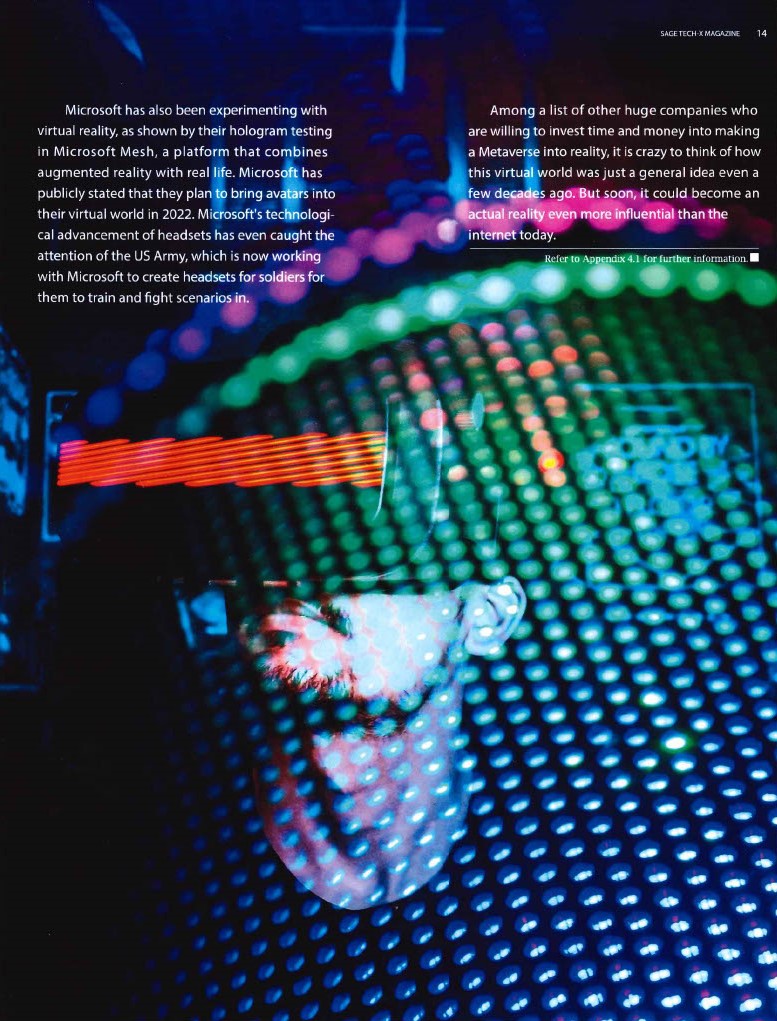 SAGE TECH-X MAGAZINE 14
Microsoft has also been experimenting with
virtual reality, as shown by their hologram testing
in Microsoft Mesh, a platform that combines
augmented reality with real life. Microsoft has
publicly stated that they plan to bring avatars into
their virtual world in 2022. Microsoft's technologi-
cal advancement of headsets has even caught the
attention of the US Army, which is now working
with Microsoft to create headsets for soldiers for
them to train and fight scenarios in.
Among a list of other huge companies who
are willing to invest time and money into making
a Metaverse into reality, it is crazy to think of how
this virtual world was just a general idea even a
few decades ago. But soon, it could become an
actual reality even more influential than the
internet today.
Refer to Appendix 4.1 for further information.